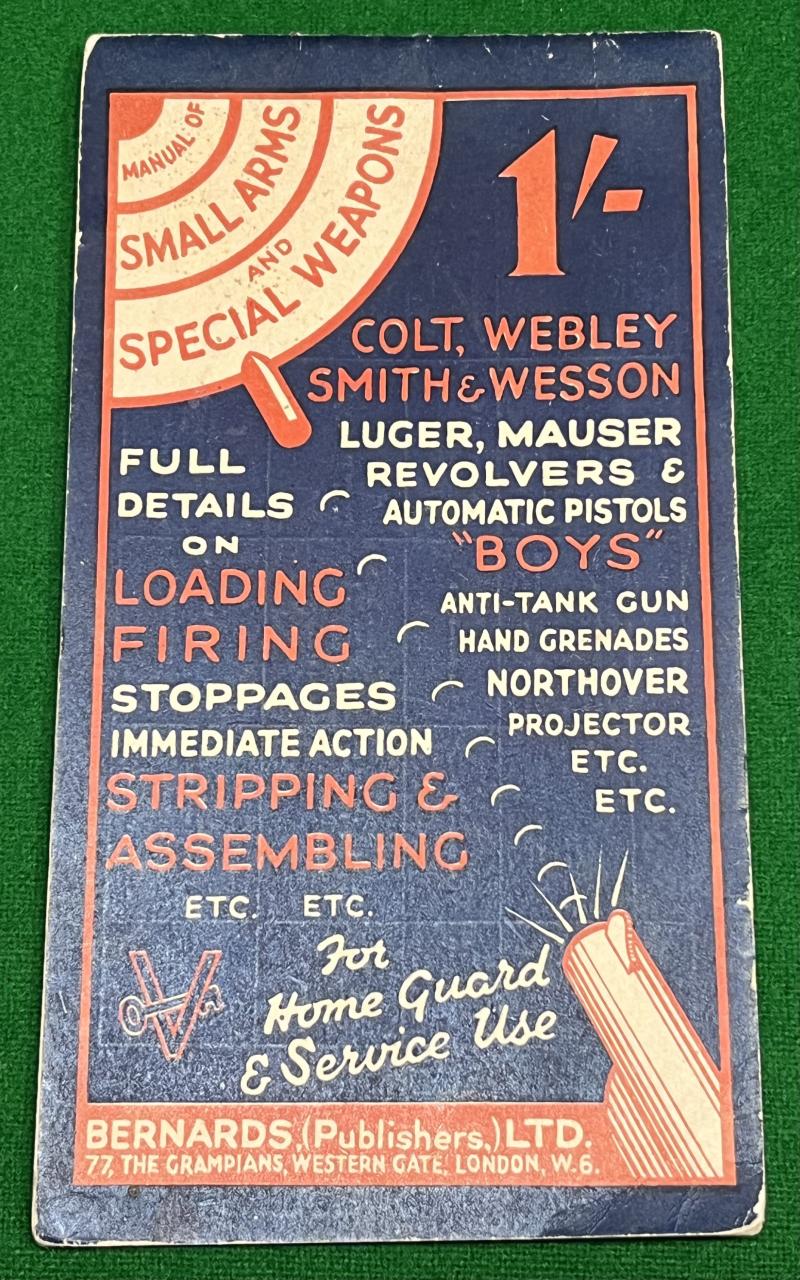 MANUAL OF
SMALL ARMS
AND
SPECIAL WEAPONS
1/-
COLT, WEBLEY
SMITH & WESSON
LUGER, MAUSER
REVOLVERS &
AUTOMATIC PISTOLS
"BOYS"
ANTI-TANK GUN
HAND GRENADES
NORTHOVER
PROJECTOR
ETC.
ETC.
FULL
DETAILS
ON
LOADING
FIRING
STOPPAGES
IMMEDIATE ACTION
STRIPPING &
ASSEMBLING
ETC. ETC.
V
For
Home Guard
& Service Use
BERNARDS, (Publishers,) LTD.
77, THE GRAMPIANS, WESTERN GATE, LONDON, W.6.